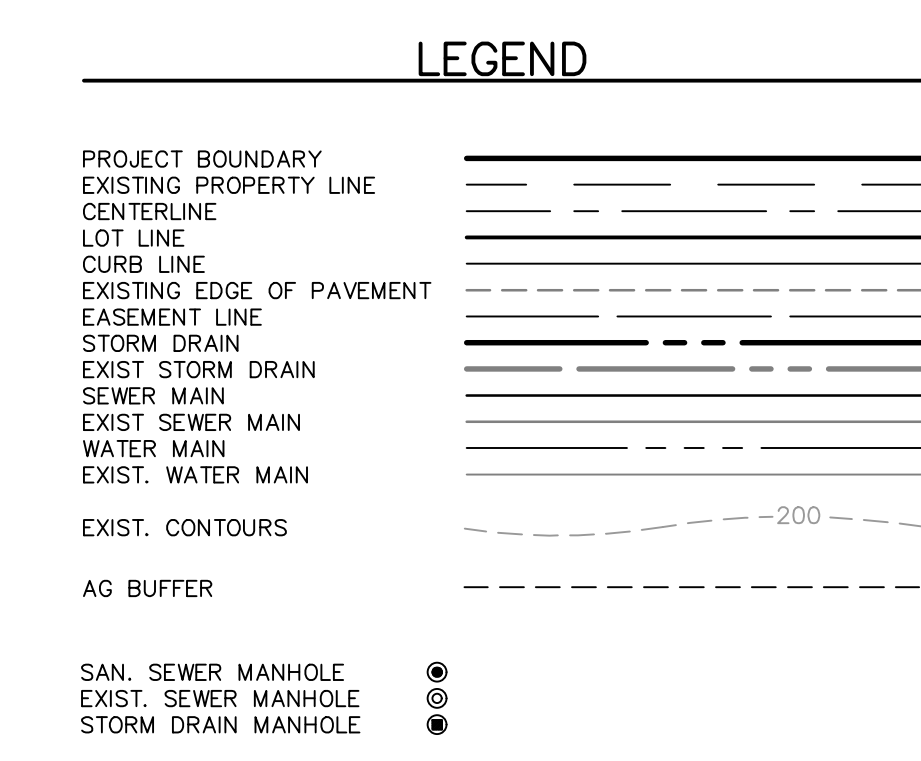 LEGEND
PROJECT BOUNDARY
EXISTING PROPERTY LINE
CENTERLINE
LOT LINE
CURB LINE
EXISTING EDGE OF PAVEMENT
EASEMENT LINE
STORM DRAIN
EXIST STORM DRAIN
SEWER MAIN
EXIST SEWER MAIN
WATER MAIN
EXIST. WATER MAIN
EXIST. CONTOURS 200
AG BUFFER
SAN. SEWER MANHOLE
EXIST. SEWER MANHOLE
STORM DRAIN MANHOLE